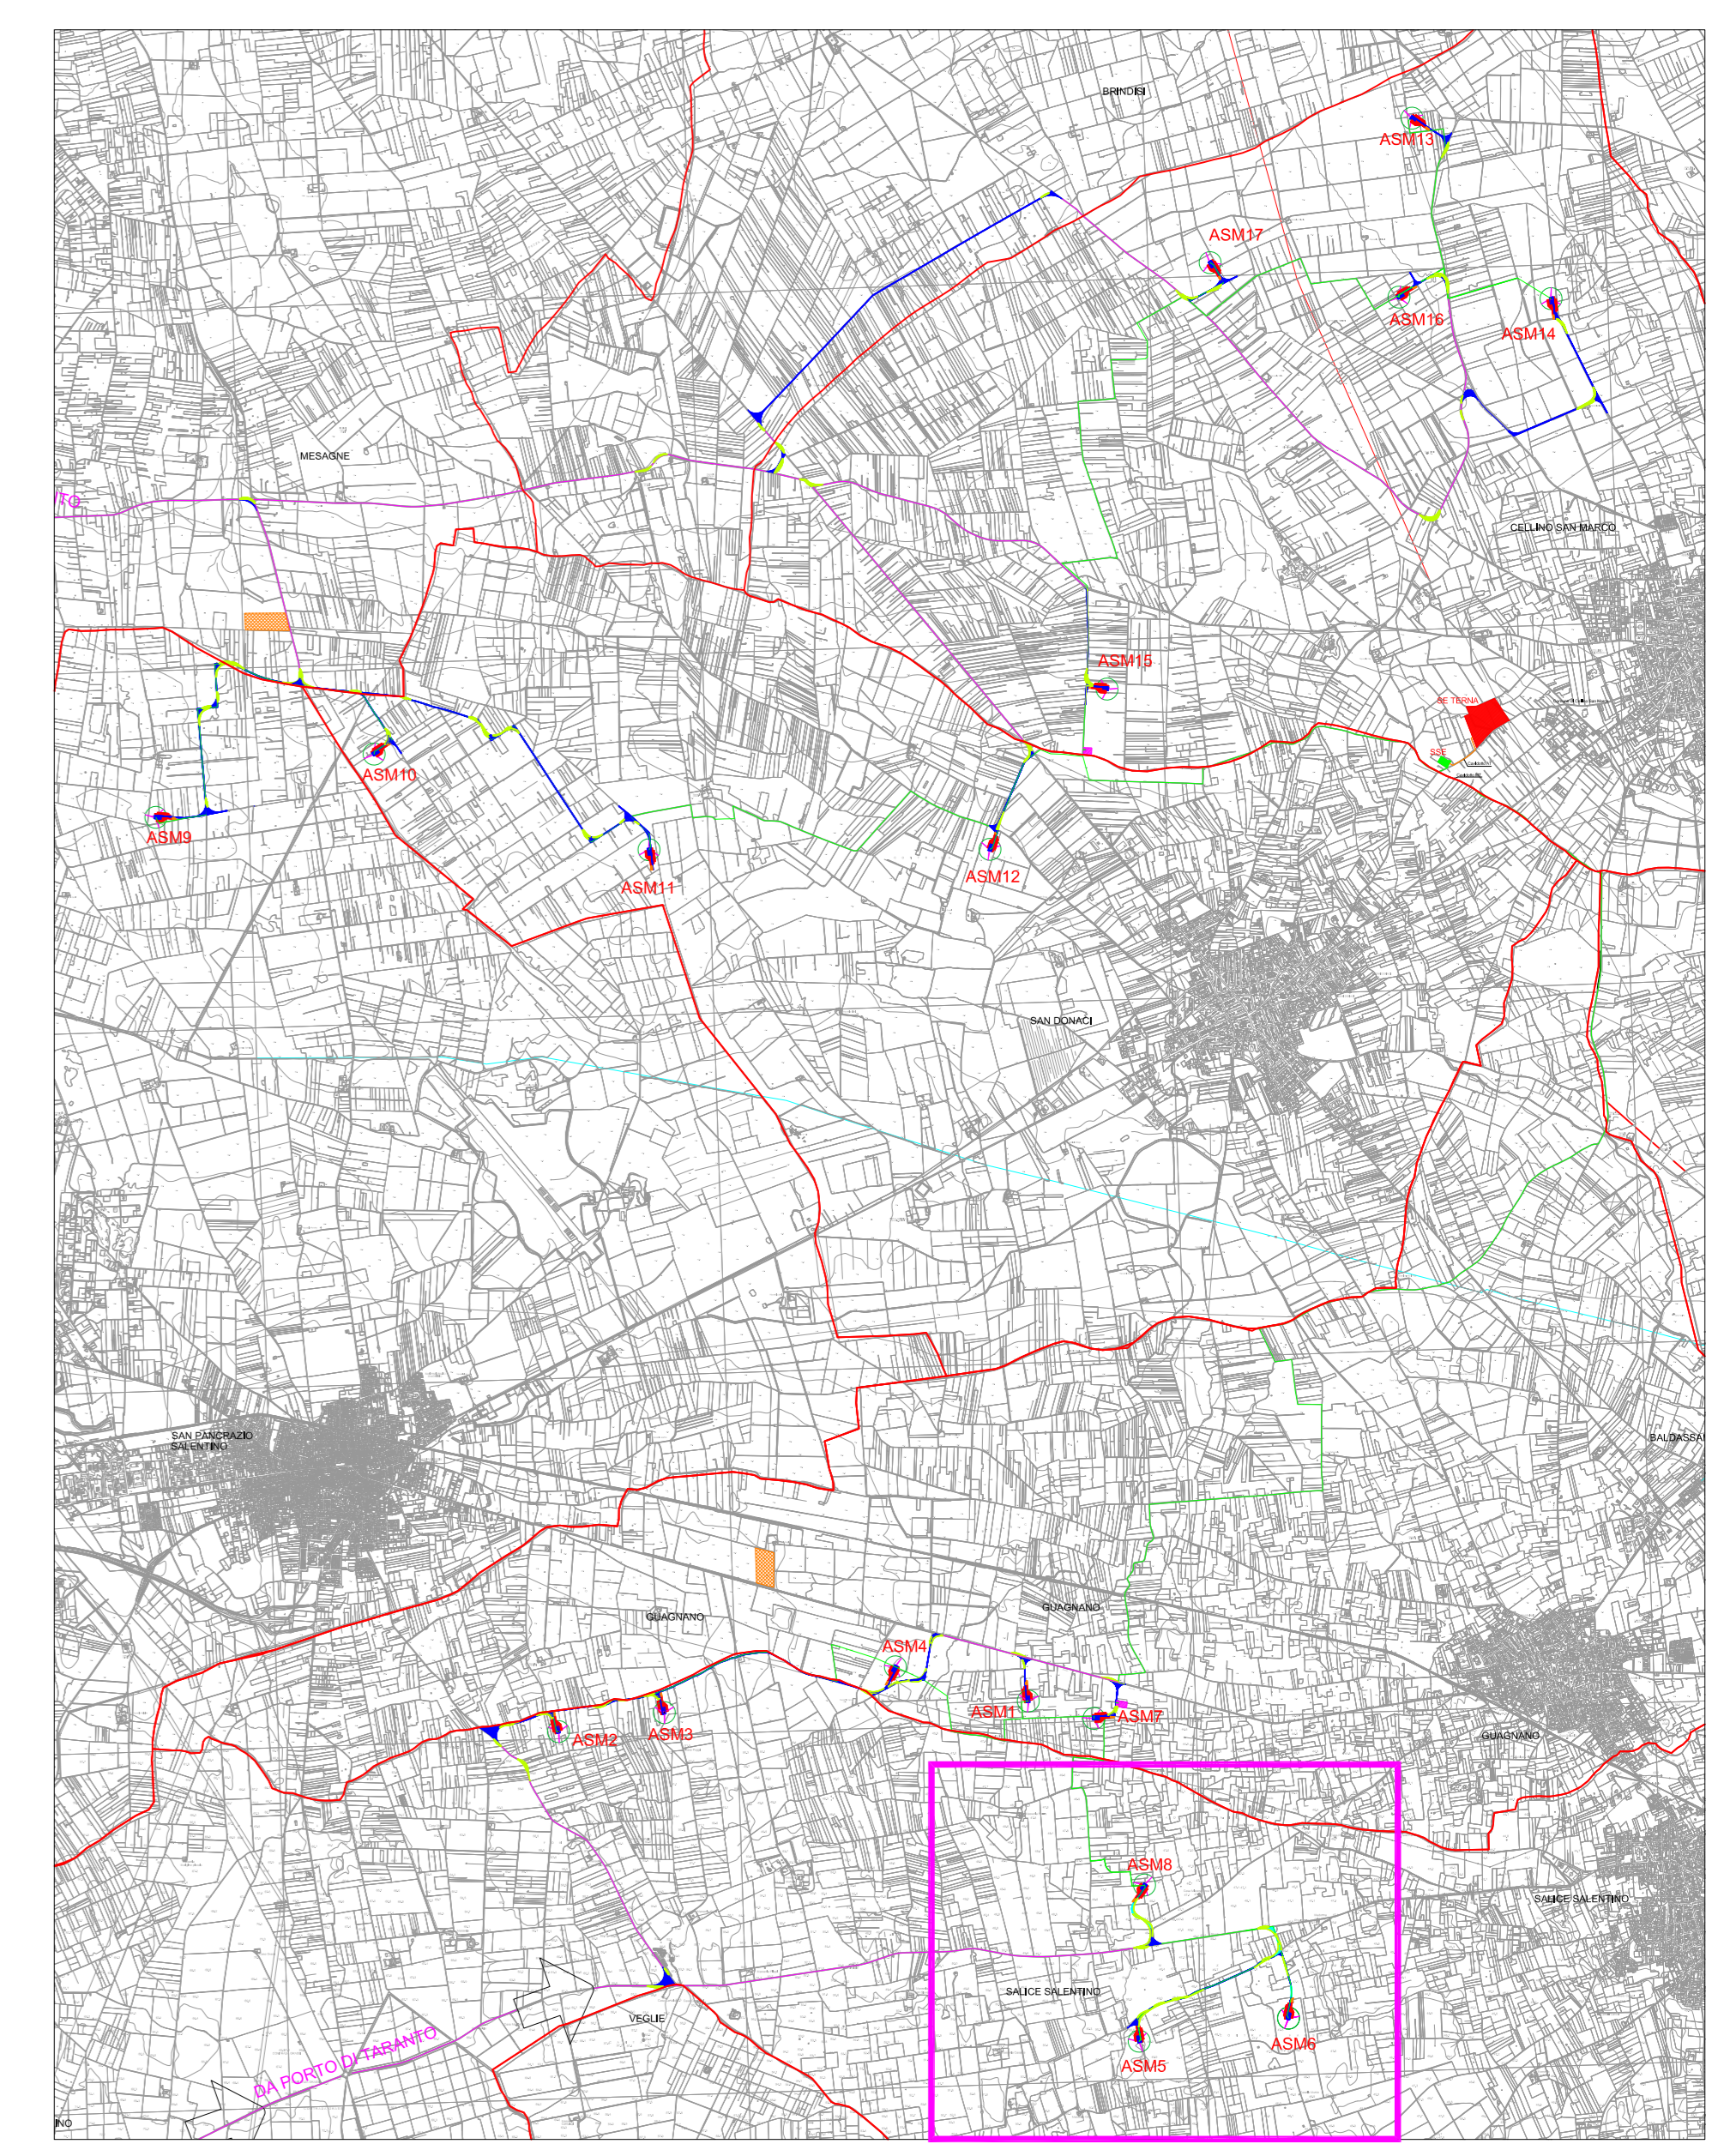 BRINDISI
ASM13
ASM17
ASM16
ASM14
MESAGNE
TO
CELLINO SAN MARCO
ASM15
SE TERNA
SSE
ASM10
ASM9
ASM11
ASM12
SAN DONACI
SAN PANCRAZIO
SALENTINO
BALDASSA
GUAGNANO
GUAGNANO
ASM4
ASM1
ASM7
ASM2
ASM3
GUAGNANO
ASM8
SALICE SALENTINO
SALICE SALENTINO
VEGLIE
DA PORTO DI TARANTO
ASM5
ASM6
INO